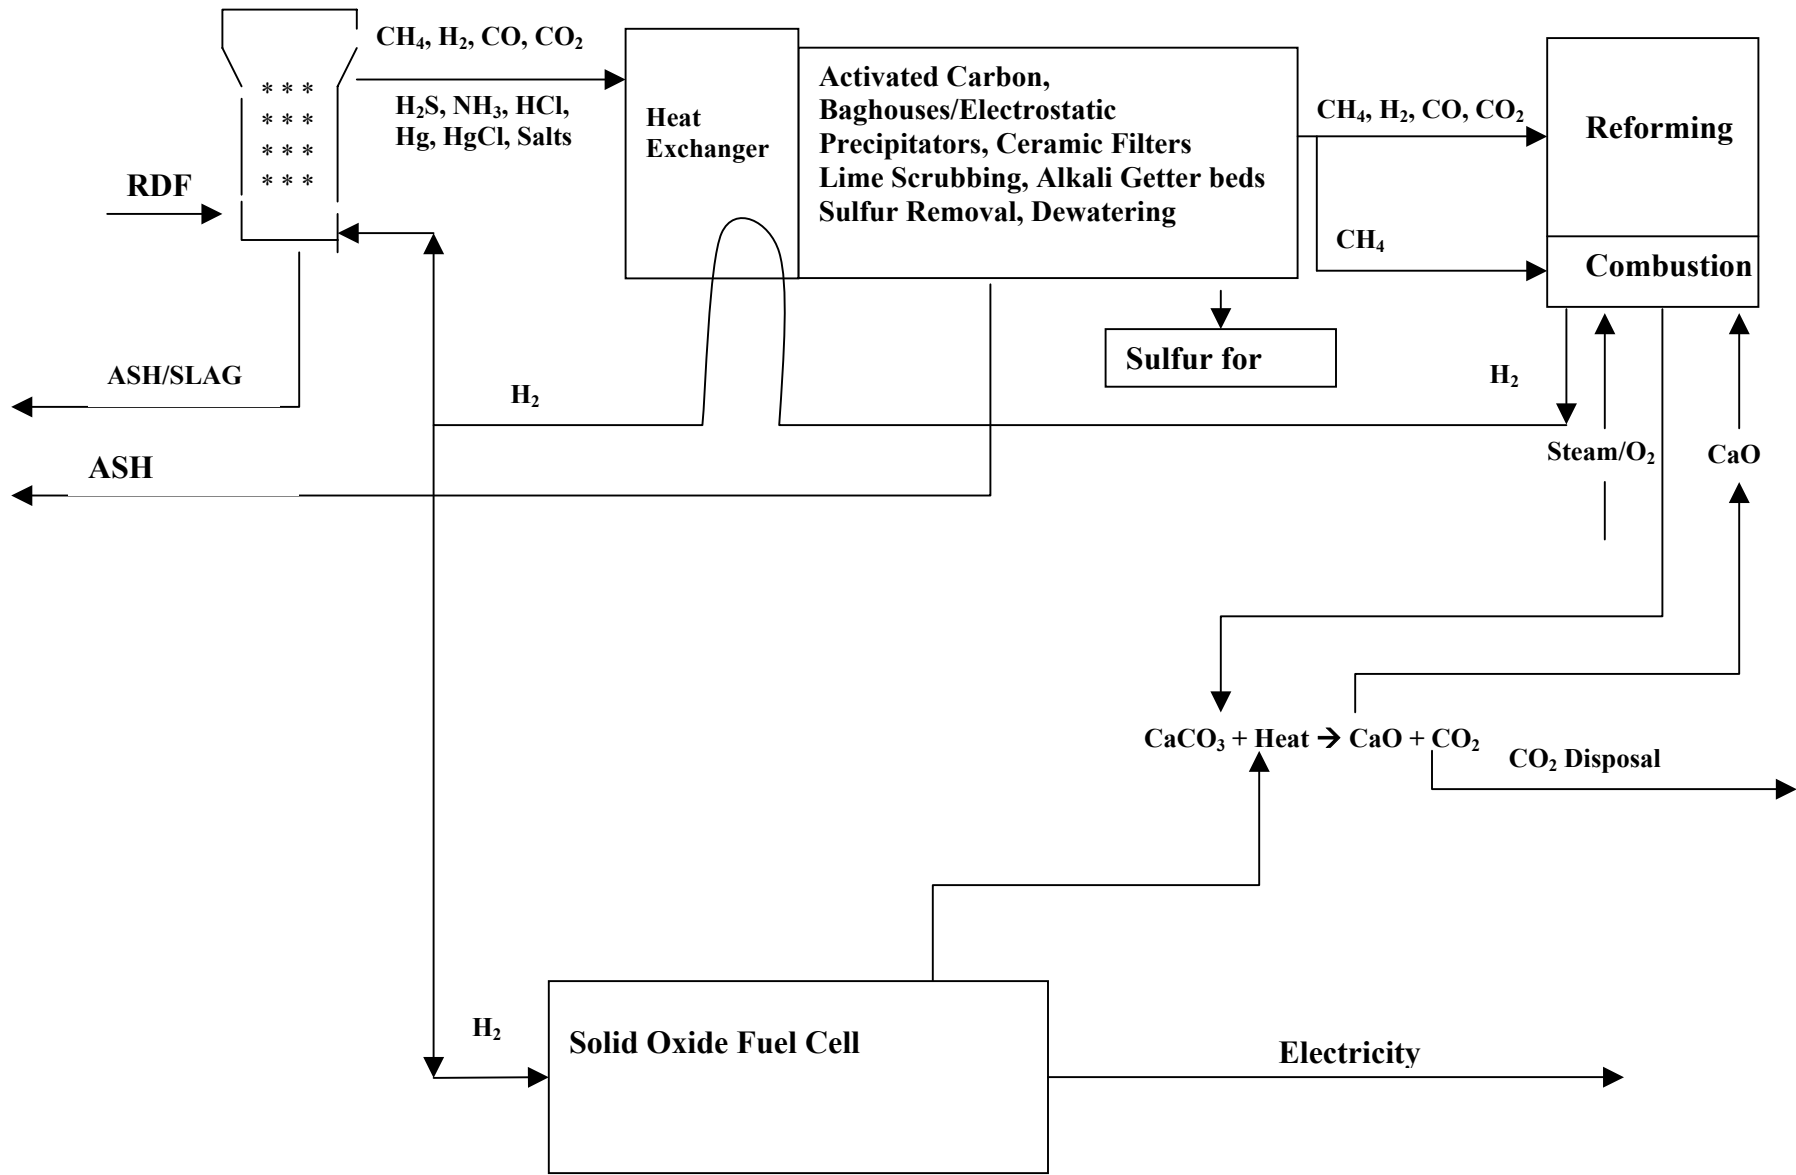 CH₄, H₂, CO, CO₂
H₂S, NH₃, HCl,
Hg, HgCl, Salts
* * *
* * *
* * *
* * *
RDF
Heat
Exchanger
Activated Carbon,
Baghouses/Electrostatic
Precipitators, Ceramic Filters
Lime Scrubbing, Alkali Getter beds
Sulfur Removal, Dewatering
CH₄, H₂, CO, CO₂
CH₄
Reforming
Combustion
Sulfur for
ASH/SLAG
H₂
H₂
ASH
Steam/O₂
CaO
CaCO₃ + Heat → CaO + CO₂
CO₂ Disposal
H₂
Solid Oxide Fuel Cell
Electricity